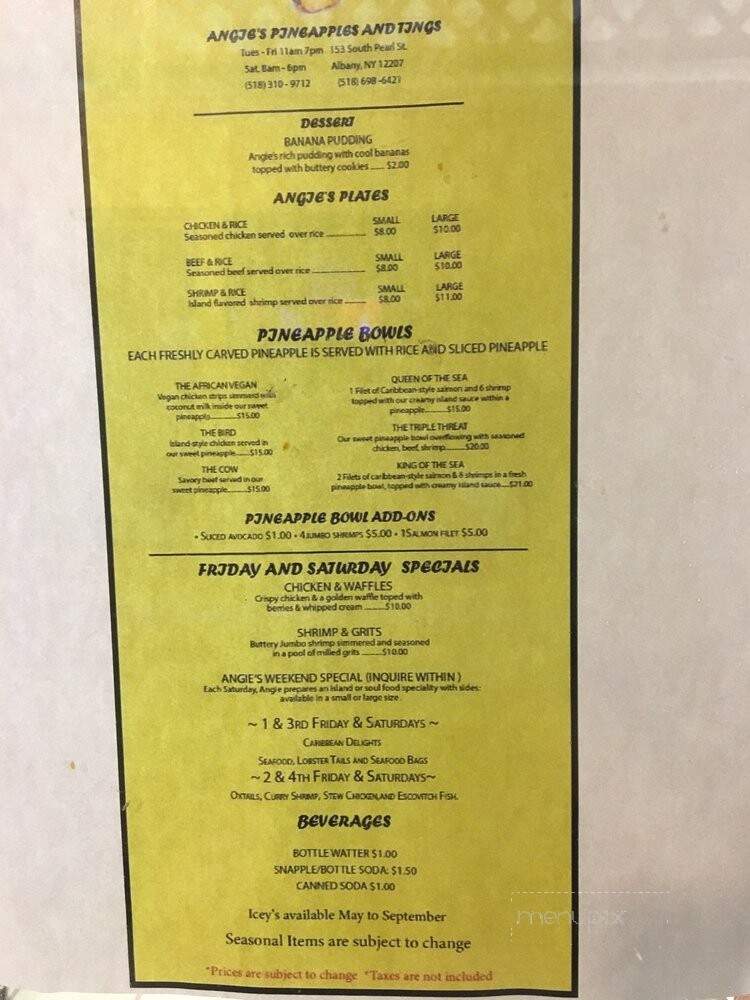 ANGIE'S PINEAPPLES AND TINGS
Tues - Fri 11am 7pm 153 South Pearl St.
Sat. 8am - 6pm Albany, NY 12207
(518) 310 - 9712 (518) 698 -6421
DESSERT
BANANA PUDDING
Angie's rich pudding with cool bananas
topped with buttery cookies ..... $2.00
ANGIE'S PLATES
CHICKEN & RICE SMALL LARGE
Seasoned chicken served over rice ............... $8.00 $10.00
BEEF & RICE SMALL LARGE
Seasoned beef served over rice ............... $8.00 $10.00
SHRIMP & RICE SMALL LARGE
Island flavored shrimp served over rice ........ $8.00 $11.00
PINEAPPLE BOWLS
EACH FRESHLY CARVED PINEAPPLE IS SERVED WITH RICE AND SLICED PINEAPPLE
THE AFRICAN VEGAN
Vegan chicken strips simmerd with
coconut milk inside our sweet
pineapple...........$15.00
THE BIRD
Island-style chicken served in
our sweet pineapple.......$15.00
THE COW
Savory beef served in our
sweet pineapple.........$15.00
QUEEN OF THE SEA
1 Filet of Caribbean-style salmon and 6 shrimp
topped with our creamy island sauce within a
pineapple..........$15.00
THE TRIPLE THREAT
Our sweet pineapple bowl overflowing with seasoned
chicken, beef, shrimp.........$20.00
KING OF THE SEA
2 Filets of caribbean-style salmon & 8 shrimps in a fresh
pineapple bowl, topped with creamy island sauce....$21.00
PINEAPPLE BOWL ADD-ONS
• SLICED AVOCADO $1.00 • 4 JUMBO SHRIMPS $5.00 • 1 SALMON FILET $5.00
FRIDAY AND SATURDAY SPECIALS
CHICKEN & WAFFLES
Crispy chicken & a golden waffle toped with
berries & whipped cream .........$10.00
SHRIMP & GRITS
Buttery Jumbo shrimp simmered and seasoned
in a pool of milled grits .........$10.00
ANGIE'S WEEKEND SPECIAL (INQUIRE WITHIN )
Each Saturday, Angie prepares an island or soul food speciality with sides:
available in a small or large size.
~ 1 & 3RD FRIDAY & SATURDAYS ~
CARIBBEAN DELIGHTS
SEAFOOD, LOBSTER TAILS AND SEAFOOD BAGS
~ 2 & 4TH FRIDAY & SATURDAYS~
OXTAILS, CURRY SHRIMP, STEW CHICKEN,AND ESCOVITCH FISH.
BEVERAGES
BOTTLE WATTER $1.00
SNAPPLE/BOTTLE SODA: $1.50
CANNED SODA $1.00
Icey's available May to September
Seasonal Items are subject to change
*Prices are subject to change *Taxes are not included
menupix